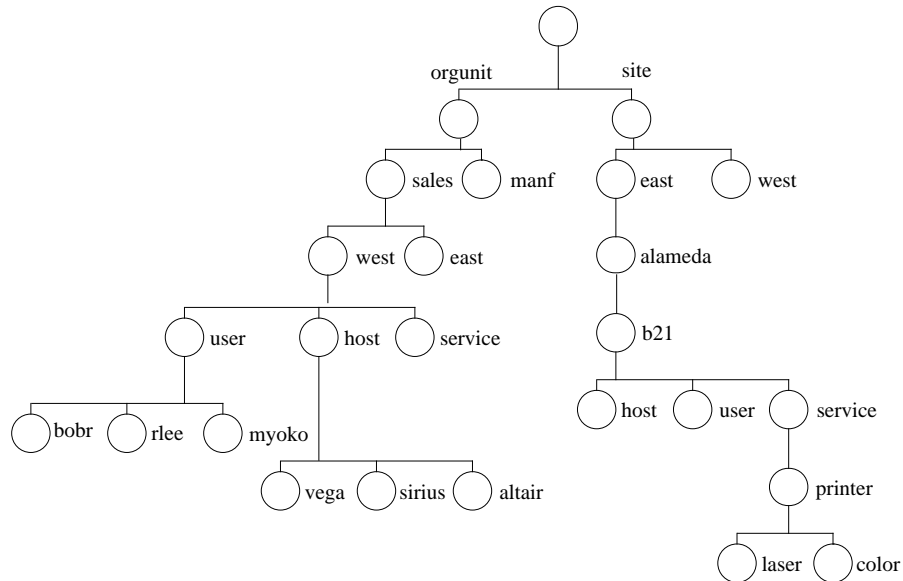 orgunit site
sales manf east west
west east alameda
user host service b21
bobr rlee myoko host user service
vega sirius altair printer
laser color